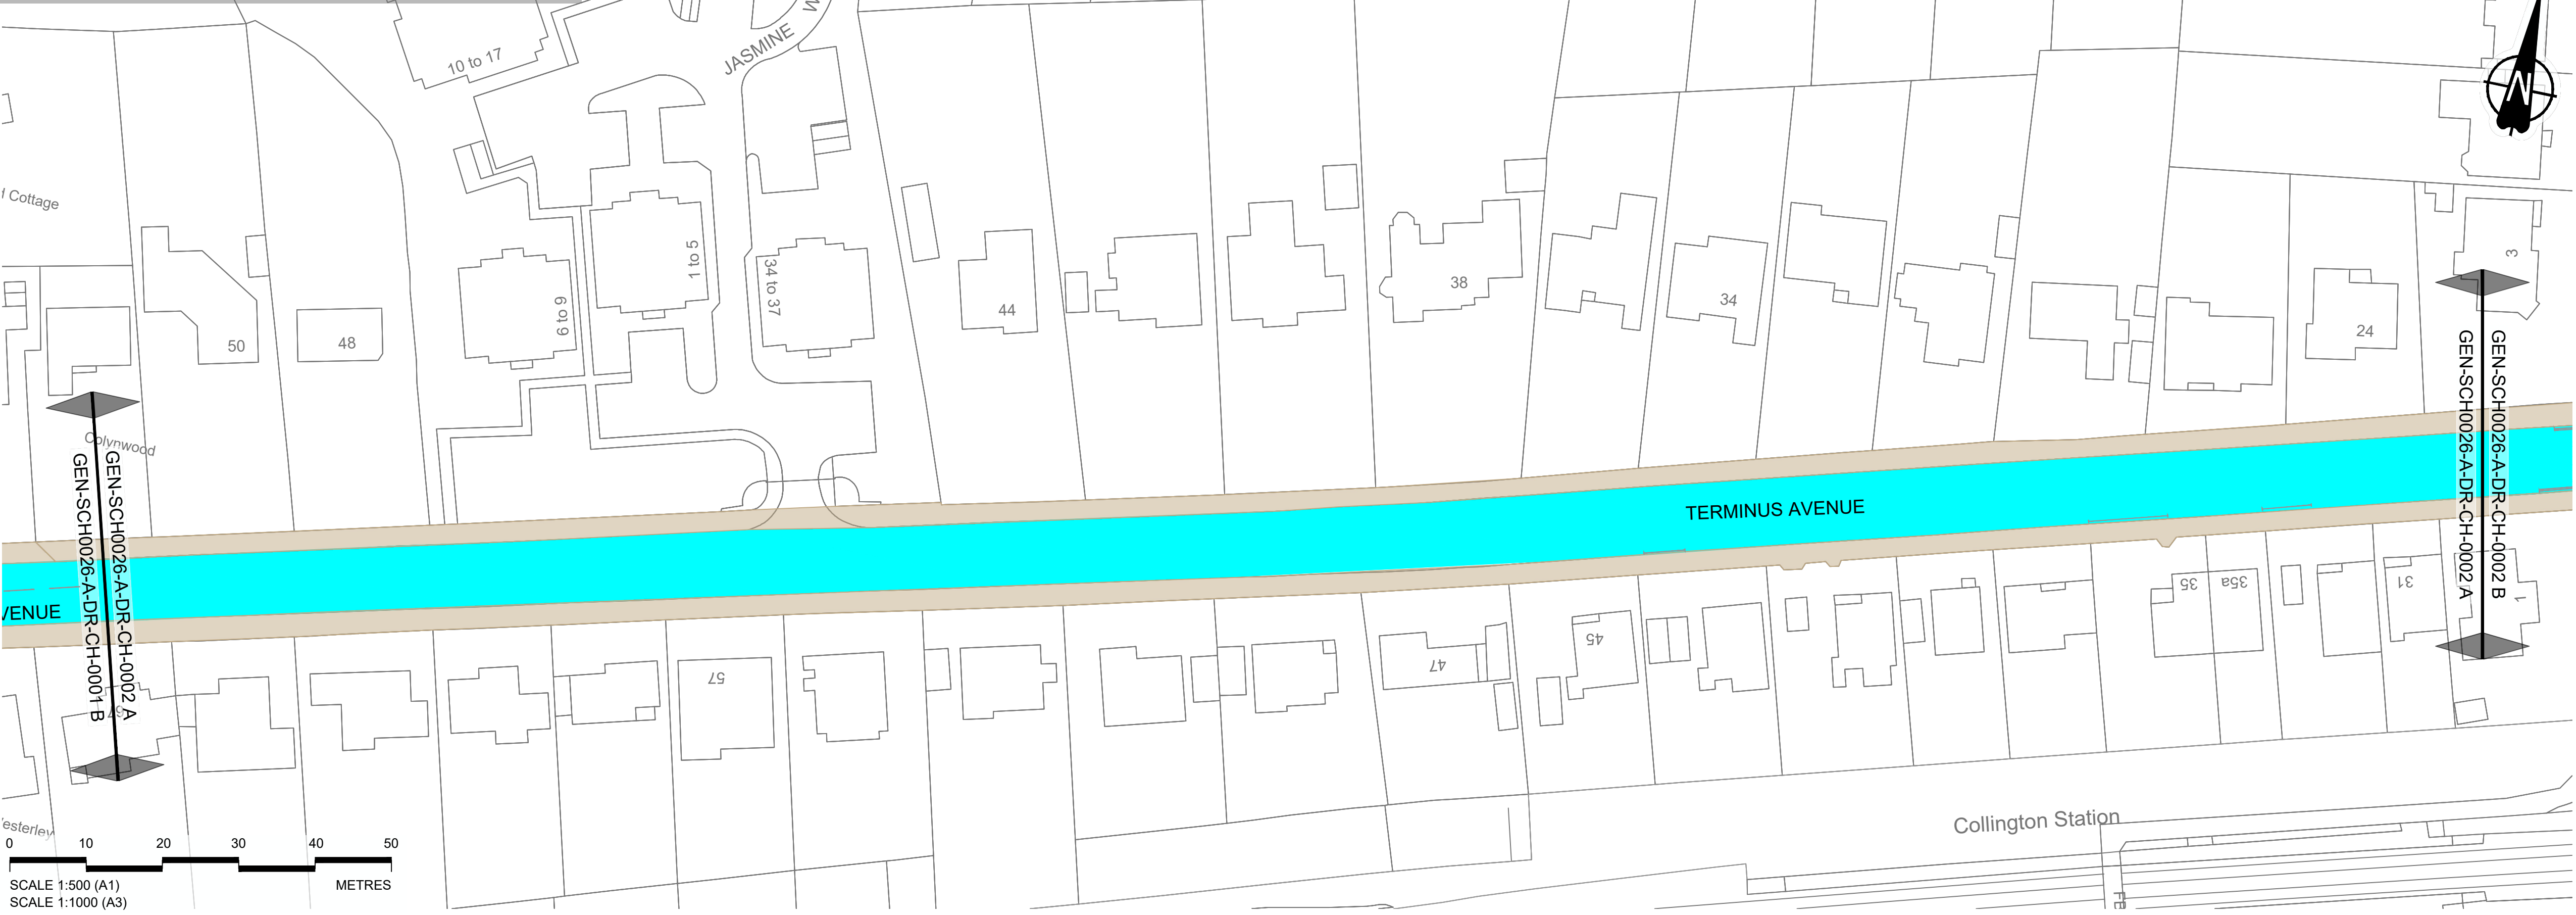 10 to 17
JASMINE W
N
Cottage
3
1 to 5
34 to 37
6 to 9
44
38
34
24
50
48
Colynwood
GEN-SCH0026-A-DR-CH-0001 B
GEN-SCH0026-A-DR-CH-0002 A
GEN-SCH0026-A-DR-CH-0002 A
GEN-SCH0026-A-DR-CH-0002 B
TERMINUS AVENUE
VENUE
57
47
45
35
35a
31
1
67
Collington Station
esterley
0 10 20 30 40 50
SCALE 1:500 (A1) METRES
SCALE 1:1000 (A3)